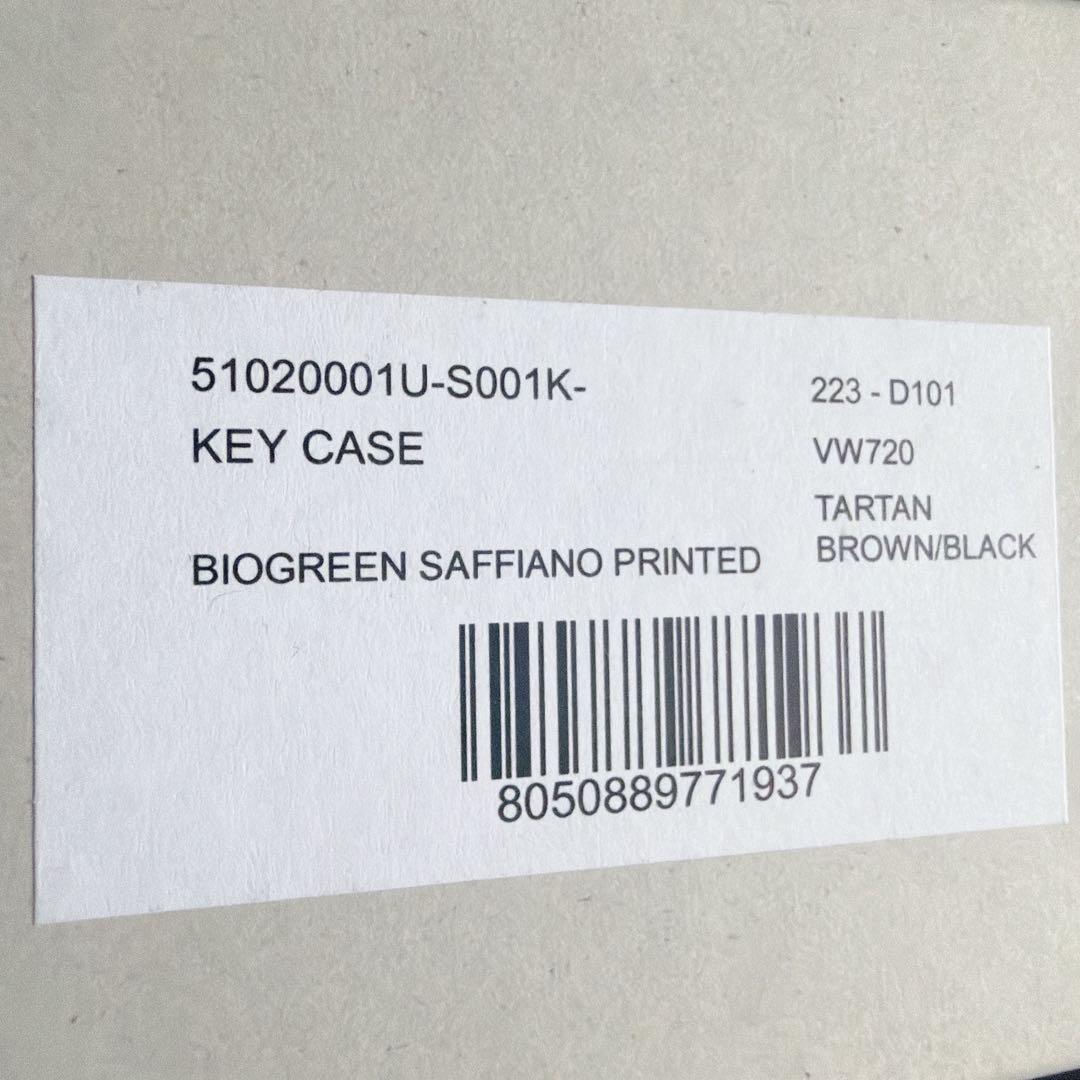 51020001U-S001K-
KEY CASE
BIOGREEN SAFFIANO PRINTED
223 - D101
VW720
TARTAN
BROWN/BLACK
8050889771937